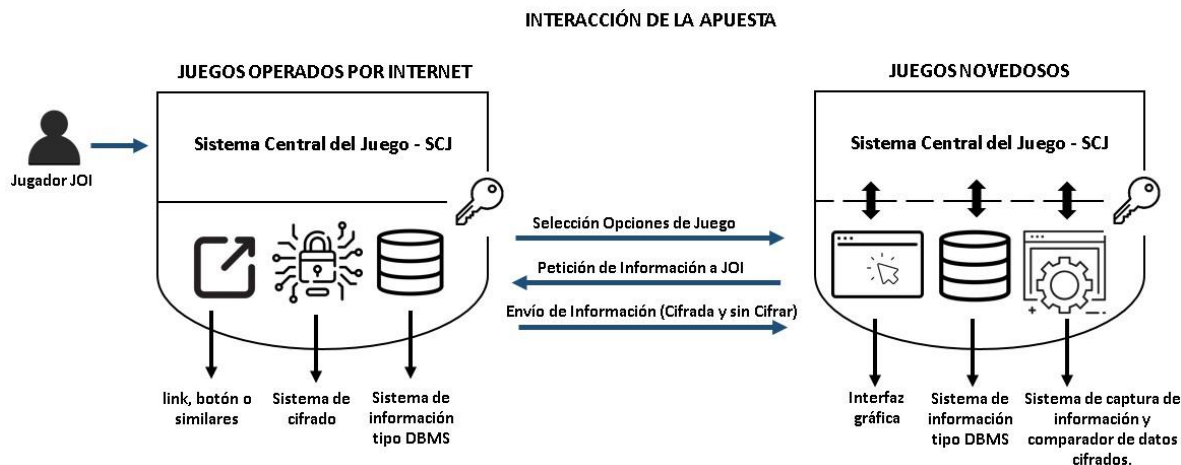 INTERACCIÓN DE LA APUESTA
JUEGOS OPERADOS POR INTERNET
Sistema Central del Juego - SCJ
Jugador JOI
link, botón o
similares
Sistema de
cifrado
Sistema de
información
tipo DBMS
Selección Opciones de Juego
Petición de Información a JOI
Envío de Información (Cifrada y sin Cifrar)
JUEGOS NOVEDOSOS
Sistema Central del Juego - SCJ
Interfaz
gráfica
Sistema de
información
tipo DBMS
Sistema de captura de
información y
comparador de datos
cifrados.